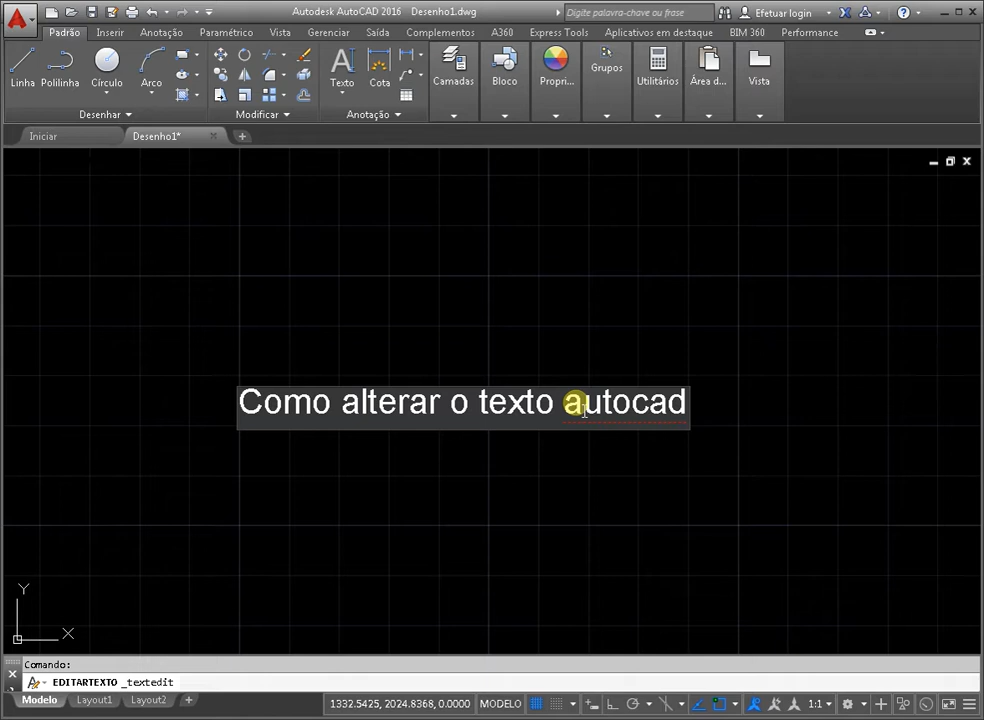 Autodesk AutoCAD 2016 Desenho1.dwg
Digite palavra-chave ou frase
Efetuar login
Padrão Inserir Anotação Paramétrico Vista Gerenciar Saída Complementos A360 Express Tools Aplicativos em destaque BIM 360 Performance
Linha Polilinha Círculo Arco Texto Cota Camadas Bloco Propri... Grupos Utilitários Área d... Vista
Desenhar Modificar Anotação
Iniciar Desenho1*
Como alterar o texto autocad
Y
X
Comando:
EDITARTEXTO _textedit
Modelo Layout1 Layout2 + 1332.5425, 2024.8368, 0.0000 MODELO 1:1